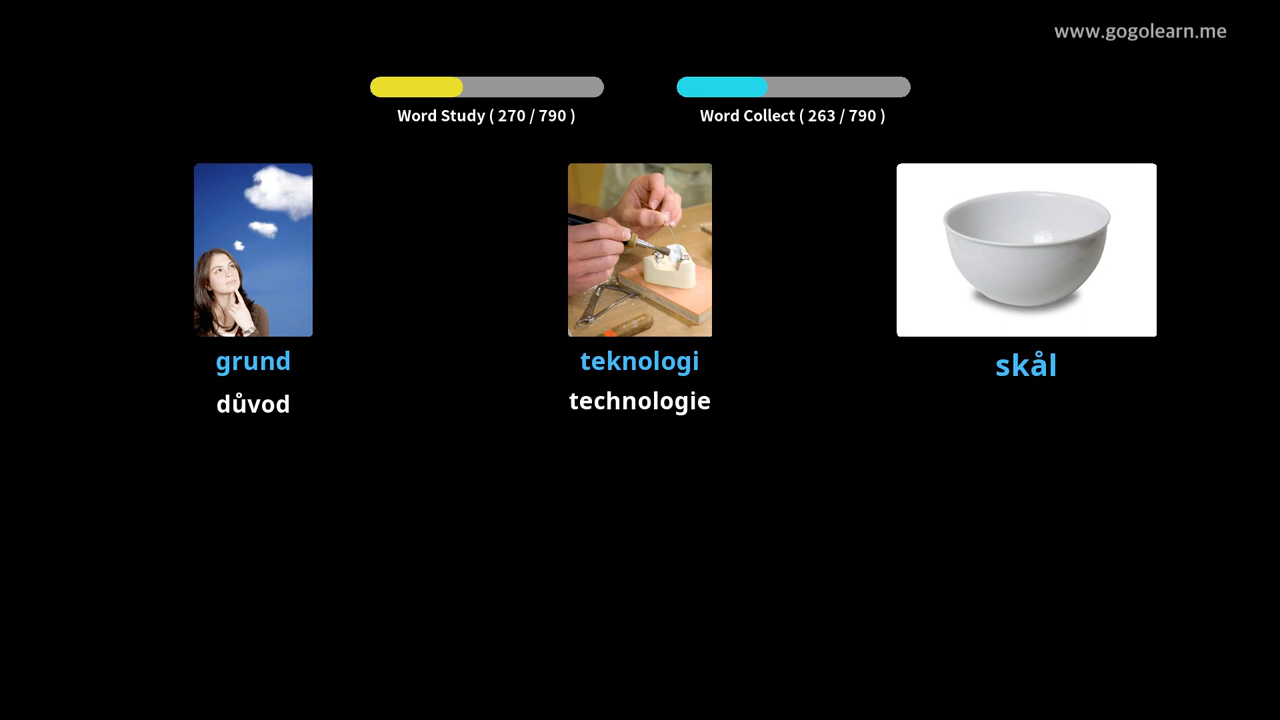 www.gogolearn.me
Word Study ( 270 / 790 )
Word Collect ( 263 / 790 )
grund
důvod
teknologi
technologie
skål